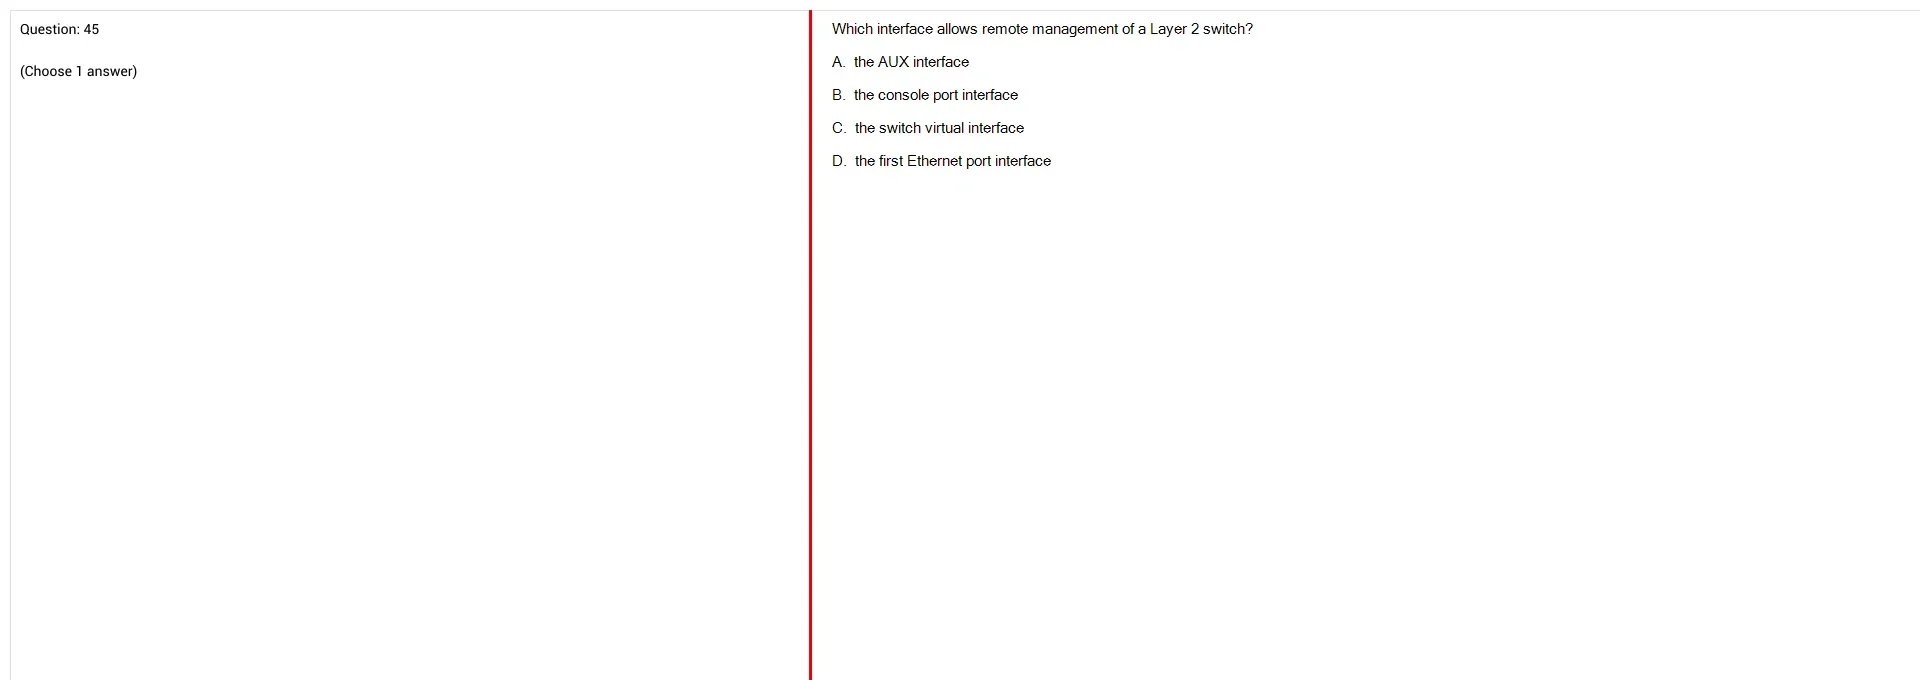 Question: 45
(Choose 1 answer)
Which interface allows remote management of a Layer 2 switch?
A. the AUX interface
B. the console port interface
C. the switch virtual interface
D. the first Ethernet port interface